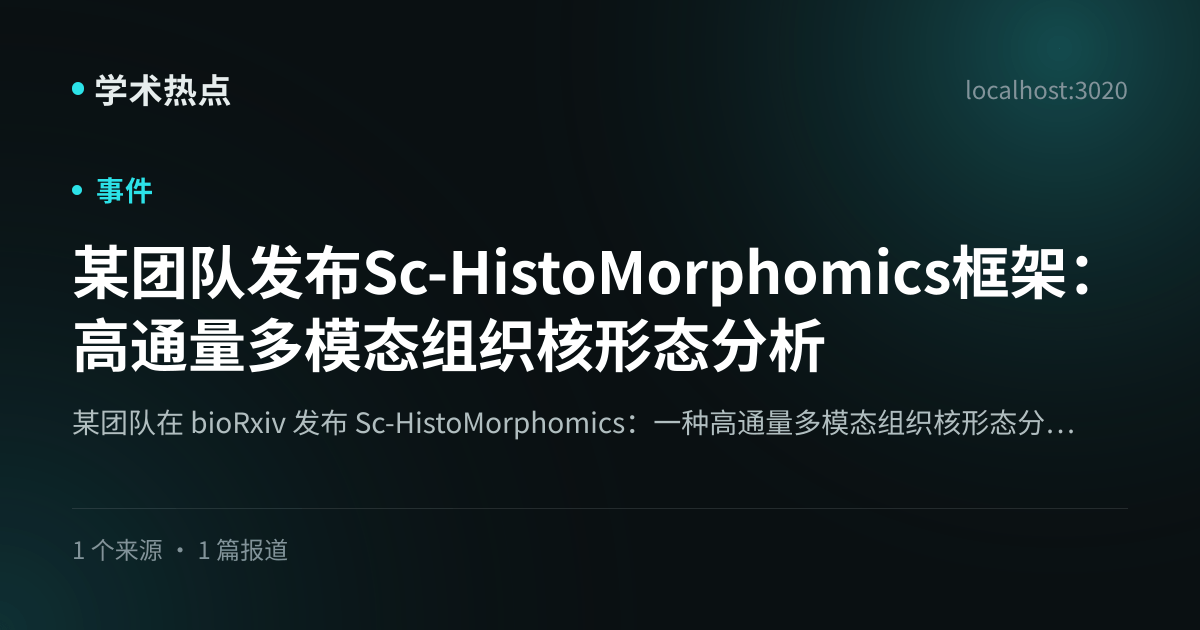 学术热点
localhost:3020
事件
某团队发布Sc-HistoMorphomics框架：
高通量多模态组织核形态分析
某团队在 bioRxiv 发布 Sc-HistoMorphomics：一种高通量多模态组织核形态分…
1 个来源 · 1 篇报道